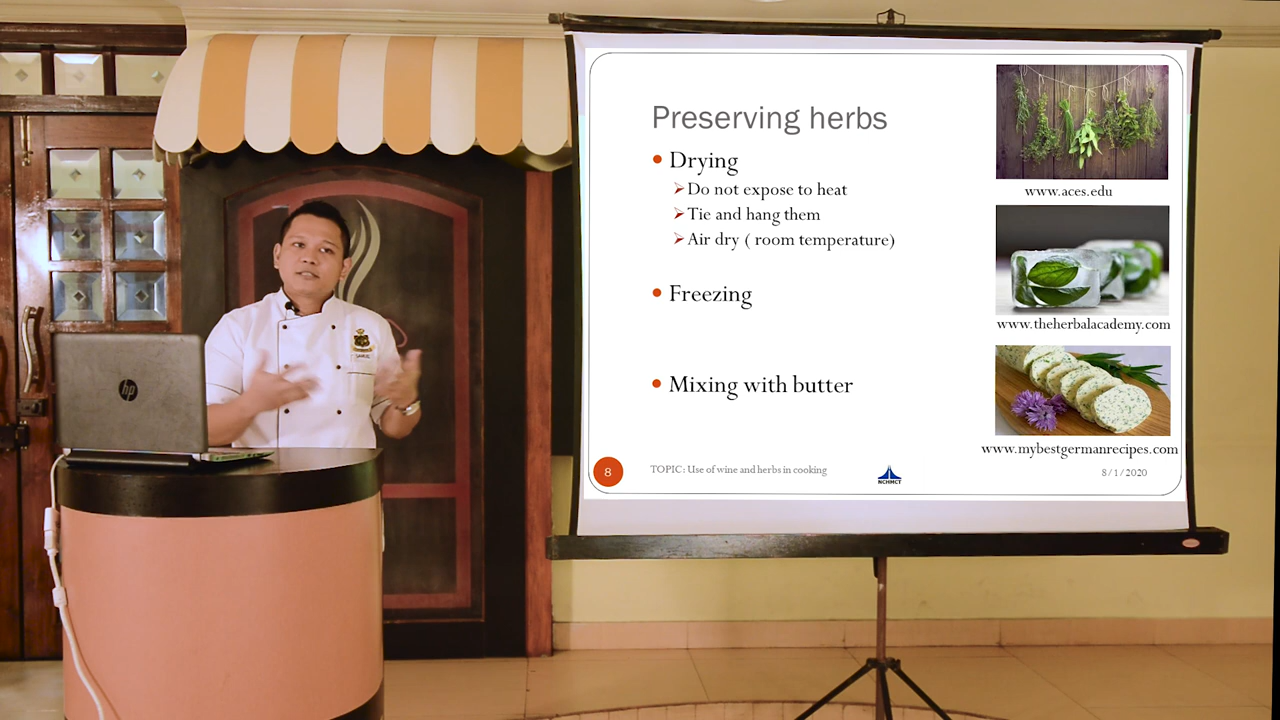 Preserving herbs
Drying
Do not expose to heat
Tie and hang them
Air dry ( room temperature)
Freezing
Mixing with butter
www.aces.edu
www.theherbalacademy.com
www.mybestgermanrecipes.com
8
TOPIC: Use of wine and herbs in cooking
NCHMCT
8/1/2020
hp
SAMUEL